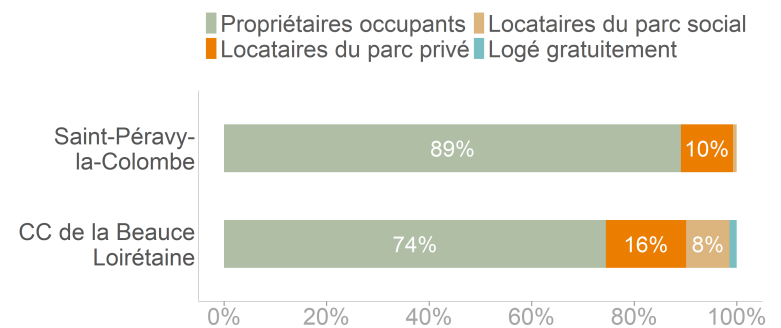 Propriétaires occupants Locataires du parc social
Locataires du parc privé Logé gratuitement
Saint-Péravy-
la-Colombe
89% 10%
CC de la Beauce
Loirétaine
74% 16% 8%
0% 20% 40% 60% 80% 100%